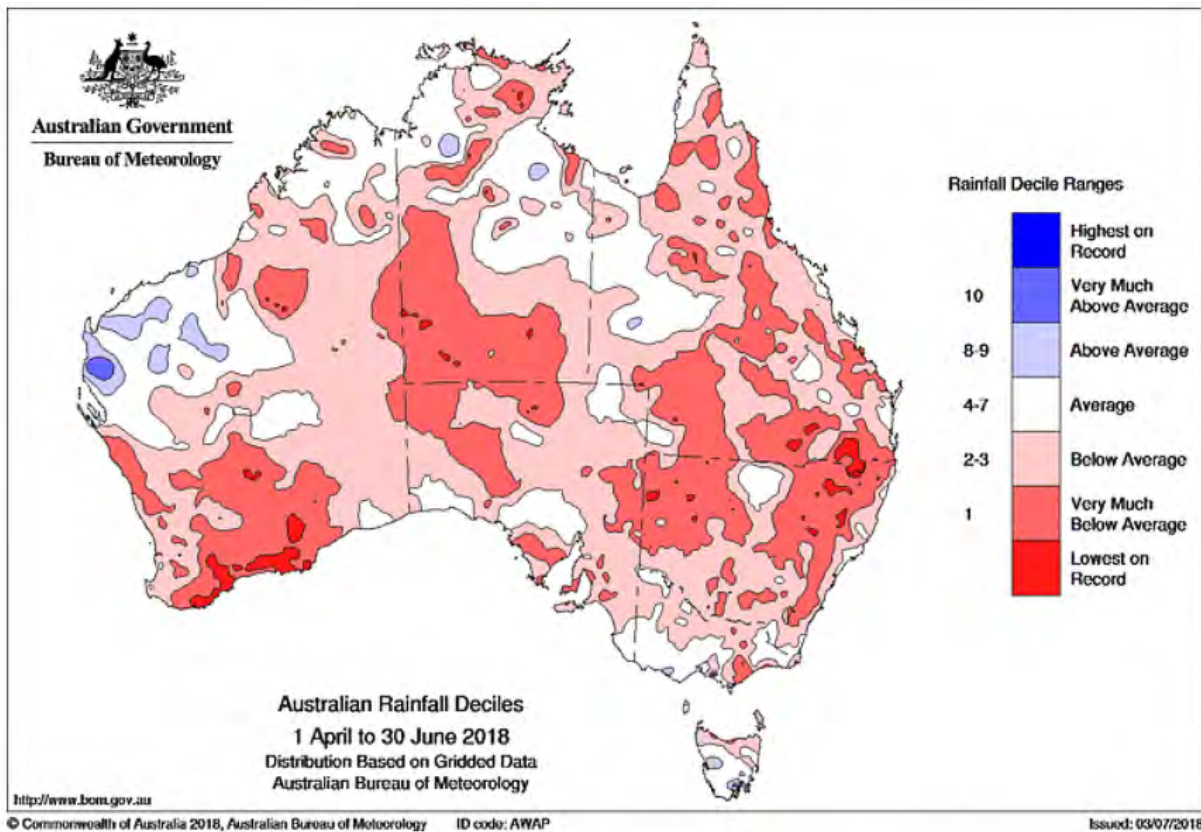 Australian Government
Bureau of Meteorology
Rainfall Decile Ranges
Highest on
Record
10
Very Much
Above Average
8-9
Above Average
4-7
Average
2-3
Below Average
1
Very Much
Below Average
Lowest on
Record
Australian Rainfall Deciles
1 April to 30 June 2018
Distribution Based on Gridded Data
Australian Bureau of Meteorology
http://www.bom.gov.au
© Commonwealth of Australia 2018, Australian Bureau of Meteorology
ID code: AWAP
Issued: 03/07/2018